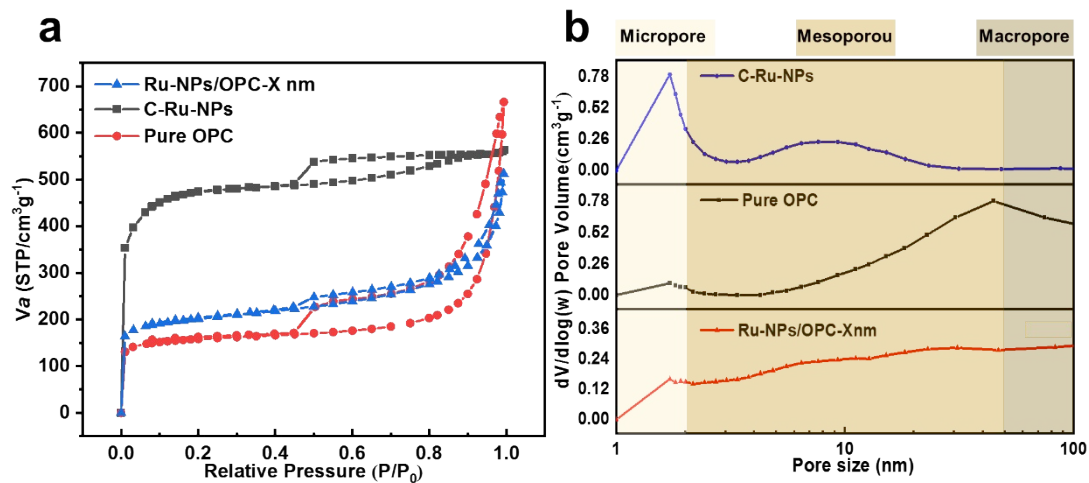 a
Va (STP/cm³g⁻¹)
700
600
500
400
300
200
100
0
Ru-NPs/OPC-X nm
C-Ru-NPs
Pure OPC
0.0 0.2 0.4 0.6 0.8 1.0
Relative Pressure (P/P₀)
b
Micropore Mesoporou Macropore
dV/dlog(w) Pore Volume(cm³g⁻¹)
0.78
0.52
0.26
0.00
C-Ru-NPs
0.78
0.52
0.26
0.00
Pure OPC
0.36
0.24
0.12
0.00
Ru-NPs/OPC-Xnm
1 10 100
Pore size (nm)